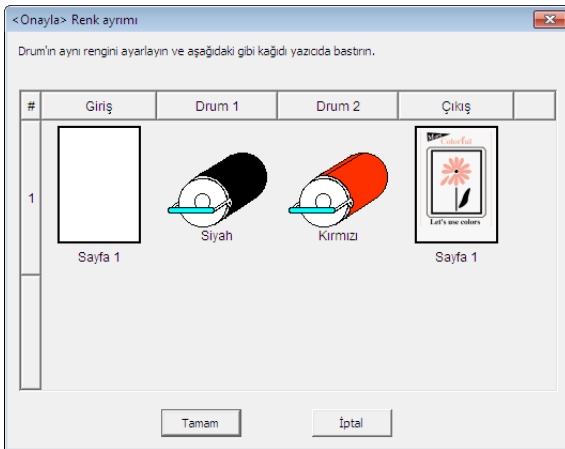 <Onayla> Renk ayrımı
Drum'ın aynı rengini ayarlayın ve aşağıdaki gibi kağıdı yazıcıda bastırın.
# Giriş Drum 1 Drum 2 Çıkış
1
Colorful
Let's use colors
Siyah Kırmızı
Sayfa 1 Sayfa 1
Tamam İptal